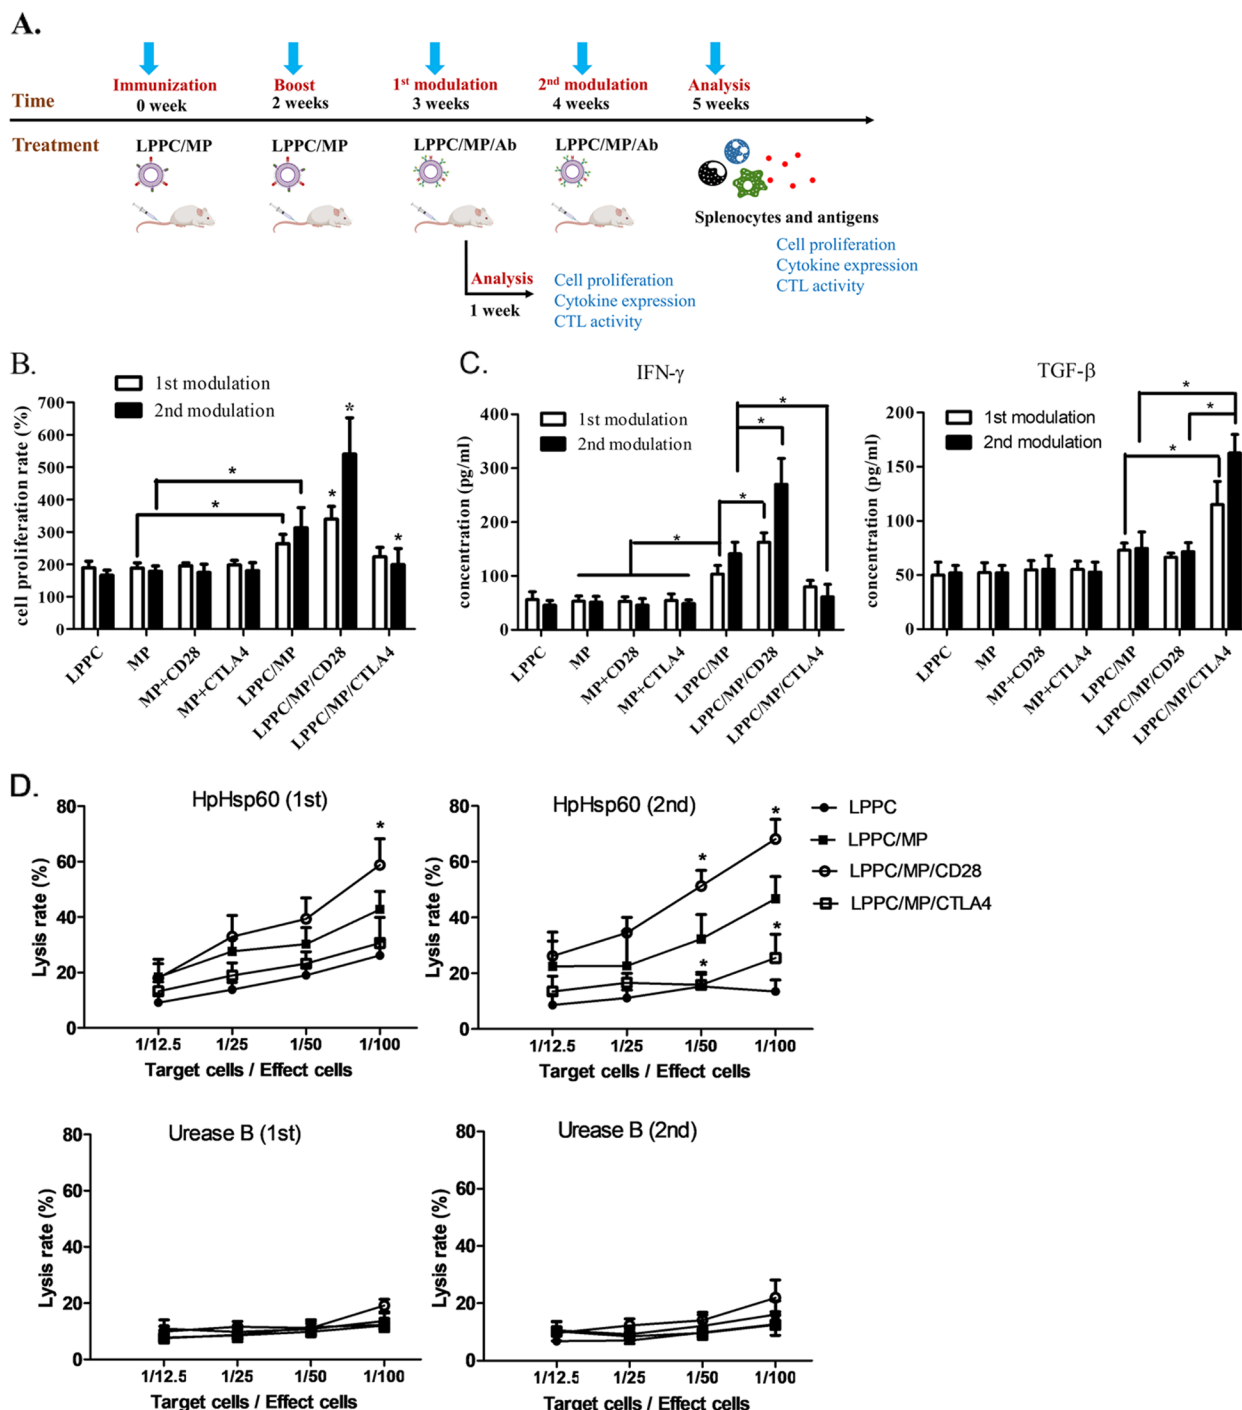 A.
Immunization
Boost
1st modulation
2nd modulation
Analysis
Time
0 week
2 weeks
3 weeks
4 weeks
5 weeks
Treatment
LPPC/MP
LPPC/MP
LPPC/MP/Ab
LPPC/MP/Ab
Splenocytes and antigens
Cell proliferation
Cytokine expression
CTL activity
Analysis
1 week
Cell proliferation
Cytokine expression
CTL activity
B.
1st modulation
2nd modulation
cell proliferation rate (%)
700
600
500
400
300
200
100
0
* * * * *
LPPC
MP
MP+CD28
MP+CTLA4
LPPC/MP
LPPC/MP/CD28
LPPC/MP/CTLA4
C.
IFN-γ
1st modulation
2nd modulation
concentration (pg/ml)
400
300
200
100
0
* * * *
LPPC
MP
MP+CD28
MP+CTLA4
LPPC/MP
LPPC/MP/CD28
LPPC/MP/CTLA4
TGF-β
1st modulation
2nd modulation
concentration (pg/ml)
200
150
100
50
0
* * *
LPPC
MP
MP+CD28
MP+CTLA4
LPPC/MP
LPPC/MP/CD28
LPPC/MP/CTLA4
D.
HpHsp60 (1st)
Lysis rate (%)
80
60
40
20
0
*
1/12.5 1/25 1/50 1/100
Target cells / Effect cells
HpHsp60 (2nd)
Lysis rate (%)
80
60
40
20
0
* * * *
1/12.5 1/25 1/50 1/100
Target cells / Effect cells
LPPC
LPPC/MP
LPPC/MP/CD28
LPPC/MP/CTLA4
Urease B (1st)
Lysis rate (%)
80
60
40
20
0
1/12.5 1/25 1/50 1/100
Target cells / Effect cells
Urease B (2nd)
Lysis rate (%)
80
60
40
20
0
1/12.5 1/25 1/50 1/100
Target cells / Effect cells